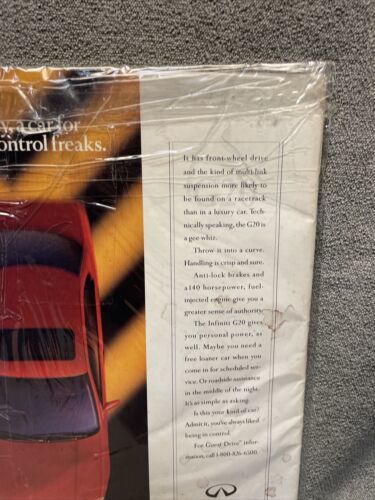 y, a car for
ontrol freaks.
It has front-wheel drive
and the kind of multi-link
suspension more likely to
be found on a racetrack
than in a luxury car. Tech-
nically speaking, the G20 is
a gee whiz.
Throw it into a curve.
Handling is crisp and sure.
Anti-lock brakes and
a 140 horsepower, fuel-
injected engine give you a
greater sense of authority.
The Infiniti G20 gives
you personal power, as
well. Maybe you need a
free loaner car when you
come in for scheduled ser-
vice. Or roadside assistance
in the middle of the night.
It's as simple as asking.
Is this your kind of car?
Admit it, you've always liked
being in control.
For Guest Drive℠ infor-
mation, call 1-800-826-6500.